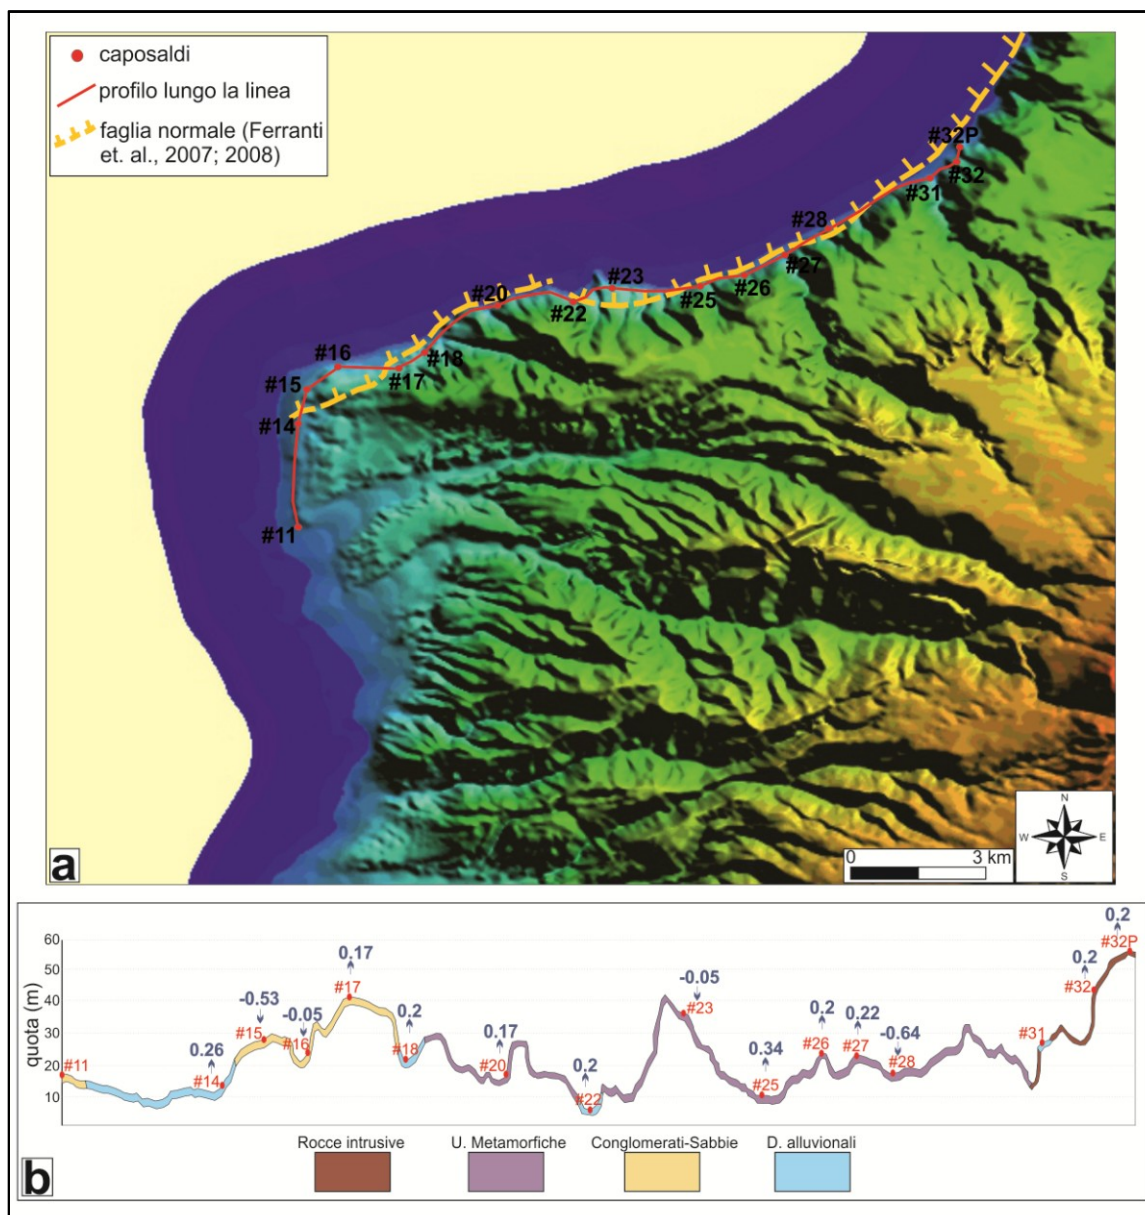 caposaldi
profilo lungo la linea
faglia normale (Ferranti
et. al., 2007; 2008)
#32P
#32
#31
#28
#27
#26
#25
#23
#22
#20
#18
#17
#16
#15
#14
#11
N
W E
S
0 3 km
a
quota (m)
60
50
40
30
20
10
#11
0.26
#14
-0.53
#15
-0.05
#16
0.17
#17
0.2
#18
0.17
#20
0.2
#22
-0.05
#23
0.34
#25
0.2
#26
0.22
#27
-0.64
#28
#31
0.2
#32
0.2
#32P
Rocce intrusive
U. Metamorfiche
Conglomerati-Sabbie
D. alluvionali
b